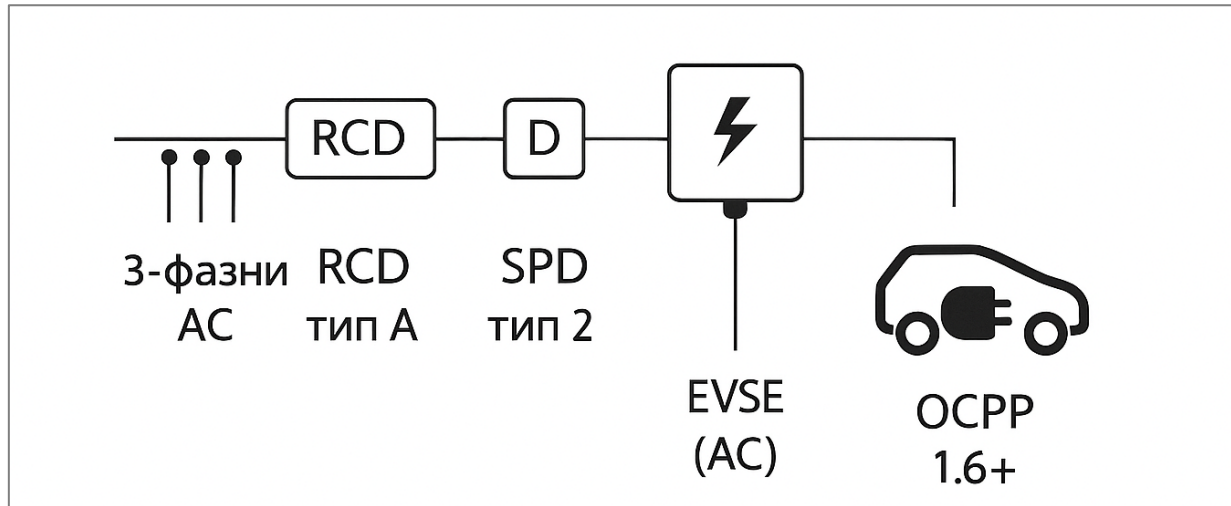 RCD
D
3-фазни
AC
RCD
тип A
SPD
тип 2
EVSE
(AC)
OCPP
1.6+